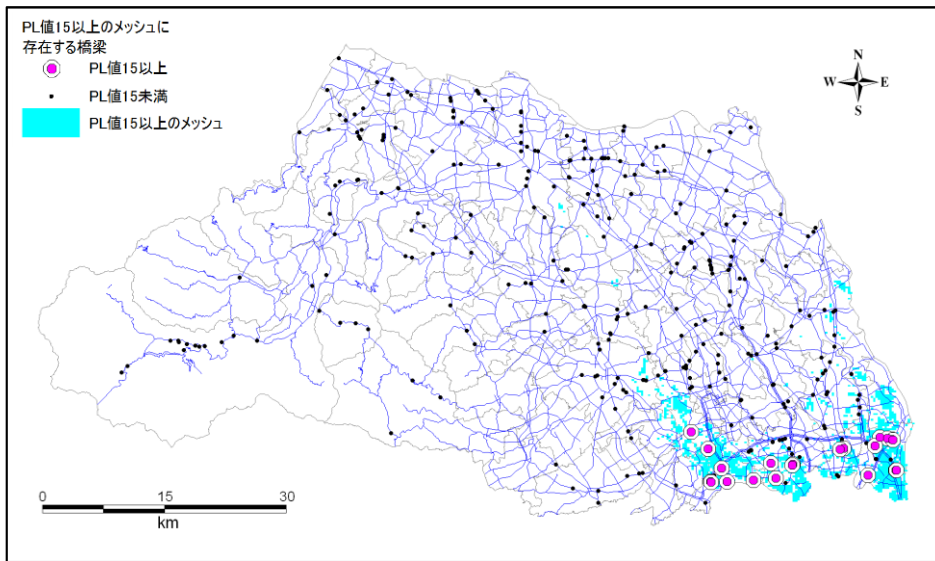 PL値15以上のメッシュに
存在する橋梁
PL値15以上
PL値15未満
PL値15以上のメッシュ
N
W E
S
0 15 30
km